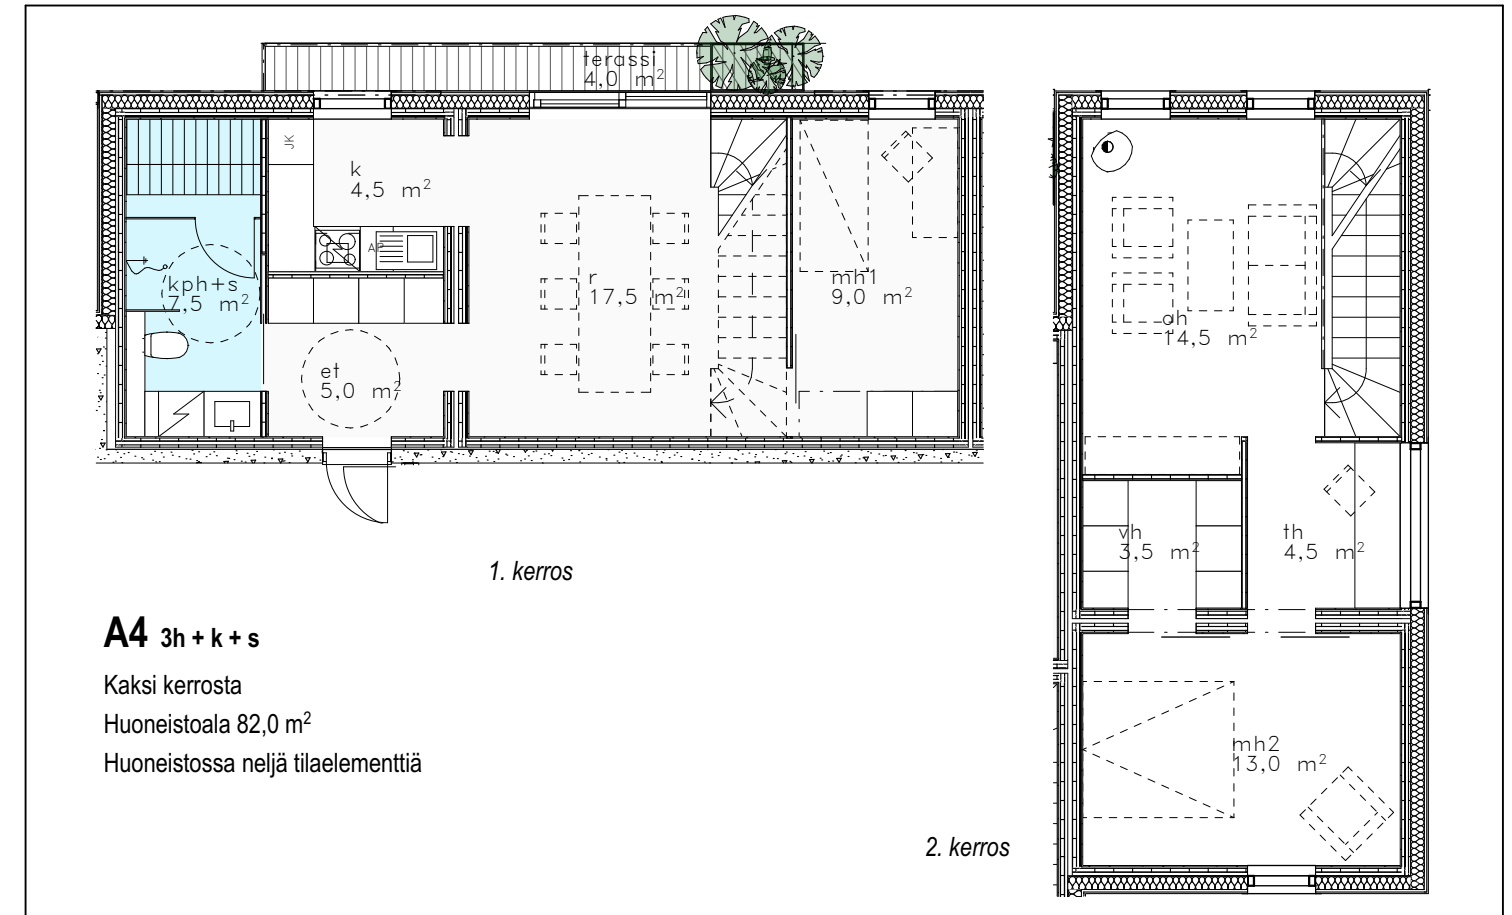 terassi
4,0 m²
JK
k
4,5 m²
AP
kph+s
7,5 m²
r
17,5 m²
mh1
9,0 m²
et
5,0 m²
1. kerros
A4 3h + k + s
Kaksi kerrosta
Huoneistoala 82,0 m²
Huoneistossa neljä tilaelementtiä
oh
14,5 m²
vh
3,5 m²
th
4,5 m²
mh2
13,0 m²
2. kerros